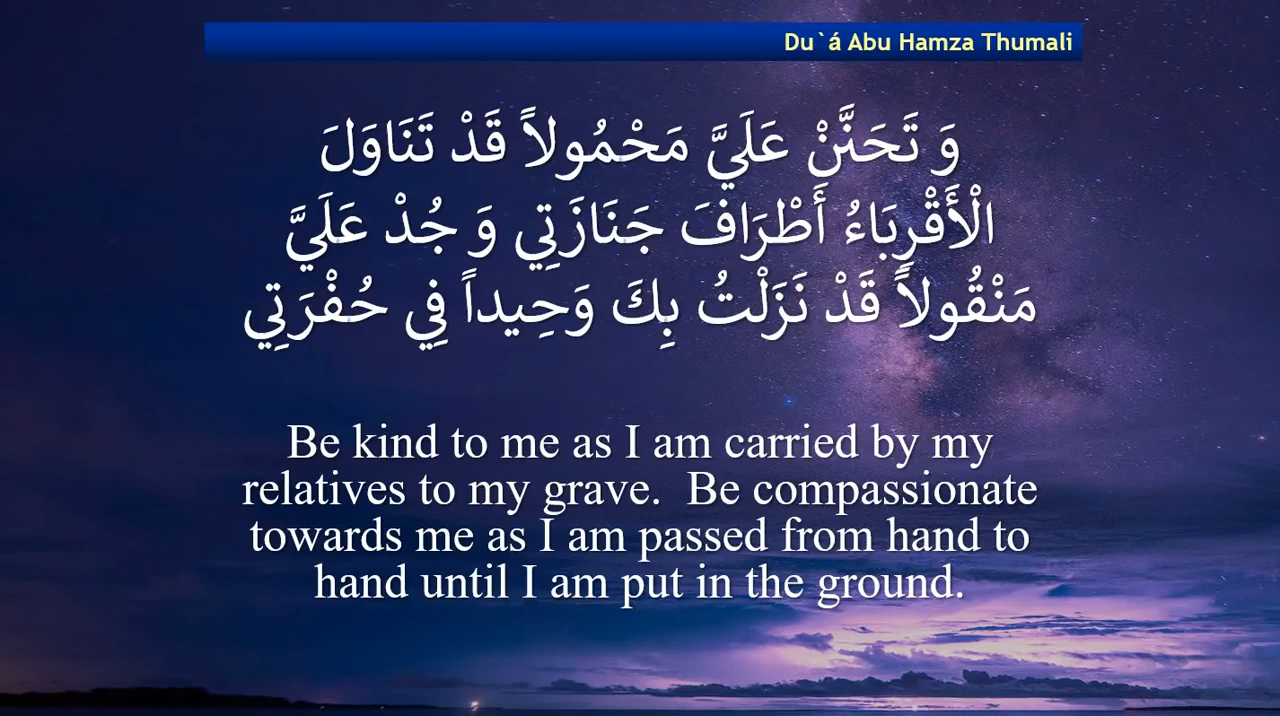 Du`á Abu Hamza Thumali
وَ تَحَنَّنْ عَلَيَّ مَحْمُولاً قَدْ تَنَاوَلَ
الْأَقْرِبَاءُ أَطْرَافَ جَنَازَتِي وَ جُدْ عَلَيَّ
مَنْقُولاً قَدْ نَزَلْتُ بِكَ وَحِيداً فِي حُفْرَتِي
Be kind to me as I am carried by my
relatives to my grave.  Be compassionate
towards me as I am passed from hand to
hand until I am put in the ground.